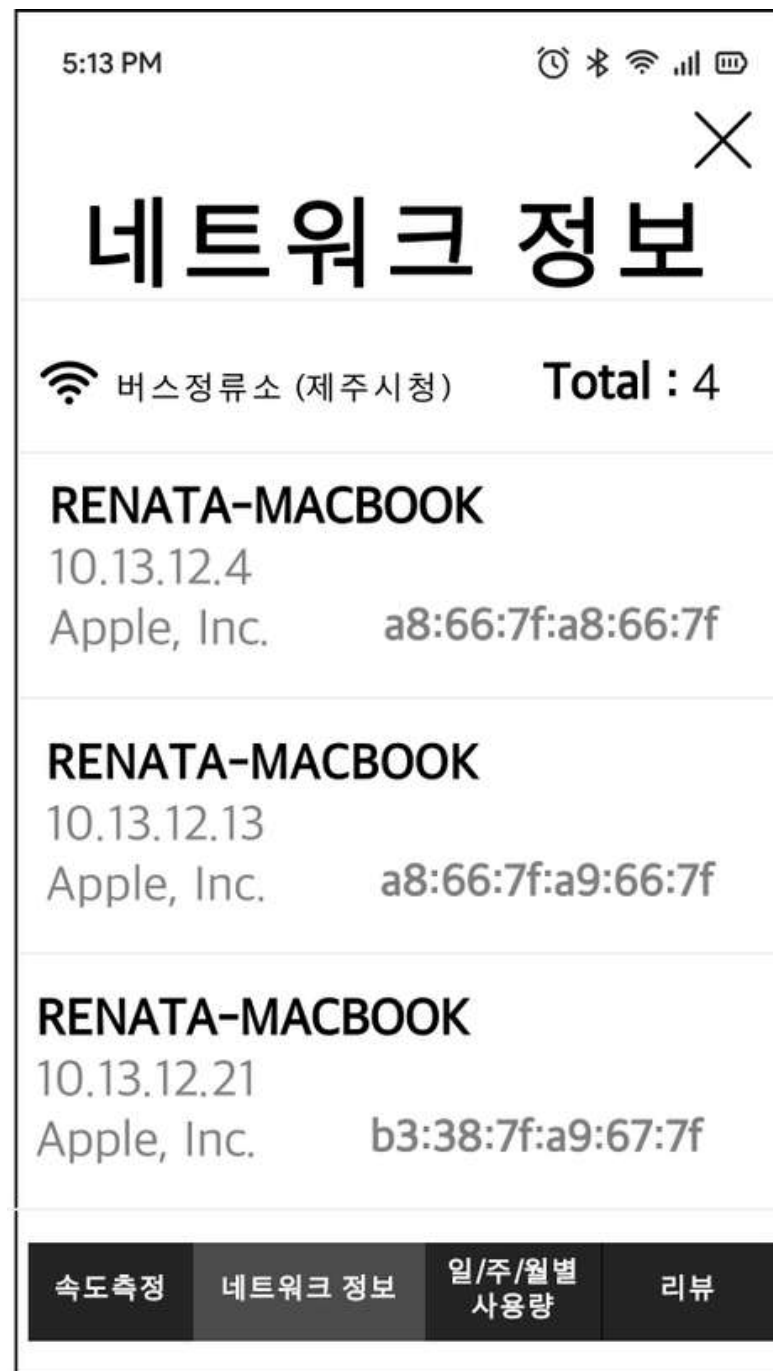 5:13 PM
네트워크 정보
버스정류소 (제주시청) Total : 4
RENATA-MACBOOK
10.13.12.4
Apple, Inc. a8:66:7f:a8:66:7f
RENATA-MACBOOK
10.13.12.13
Apple, Inc. a8:66:7f:a9:66:7f
RENATA-MACBOOK
10.13.12.21
Apple, Inc. b3:38:7f:a9:67:7f
속도측정 네트워크 정보 일/주/월별 리뷰
사용량